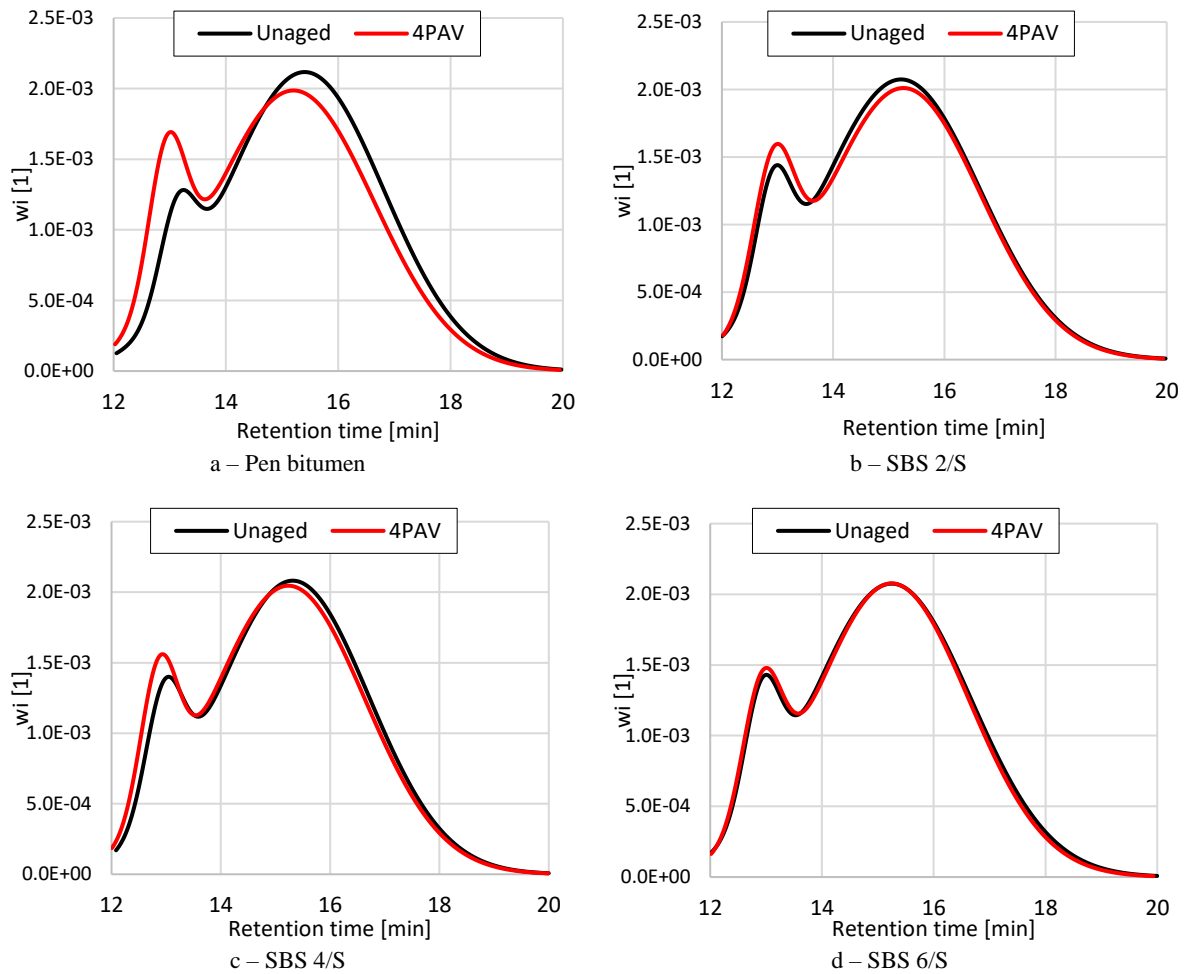 2.5E-03
Unaged 4PAV
2.0E-03
1.5E-03
wi [1]
1.0E-03
5.0E-04
0.0E+00
12 14 16 18 20
Retention time [min]
a – Pen bitumen
2.5E-03
Unaged 4PAV
2.0E-03
1.5E-03
wi [1]
1.0E-03
5.0E-04
0.0E+00
12 14 16 18 20
Retention time [min]
b – SBS 2/S
2.5E-03
Unaged 4PAV
2.0E-03
1.5E-03
wi [1]
1.0E-03
5.0E-04
0.0E+00
12 14 16 18 20
Retention time [min]
c – SBS 4/S
2.5E-03
Unaged 4PAV
2.0E-03
1.5E-03
wi [1]
1.0E-03
5.0E-04
0.0E+00
12 14 16 18 20
Retention time [min]
d – SBS 6/S